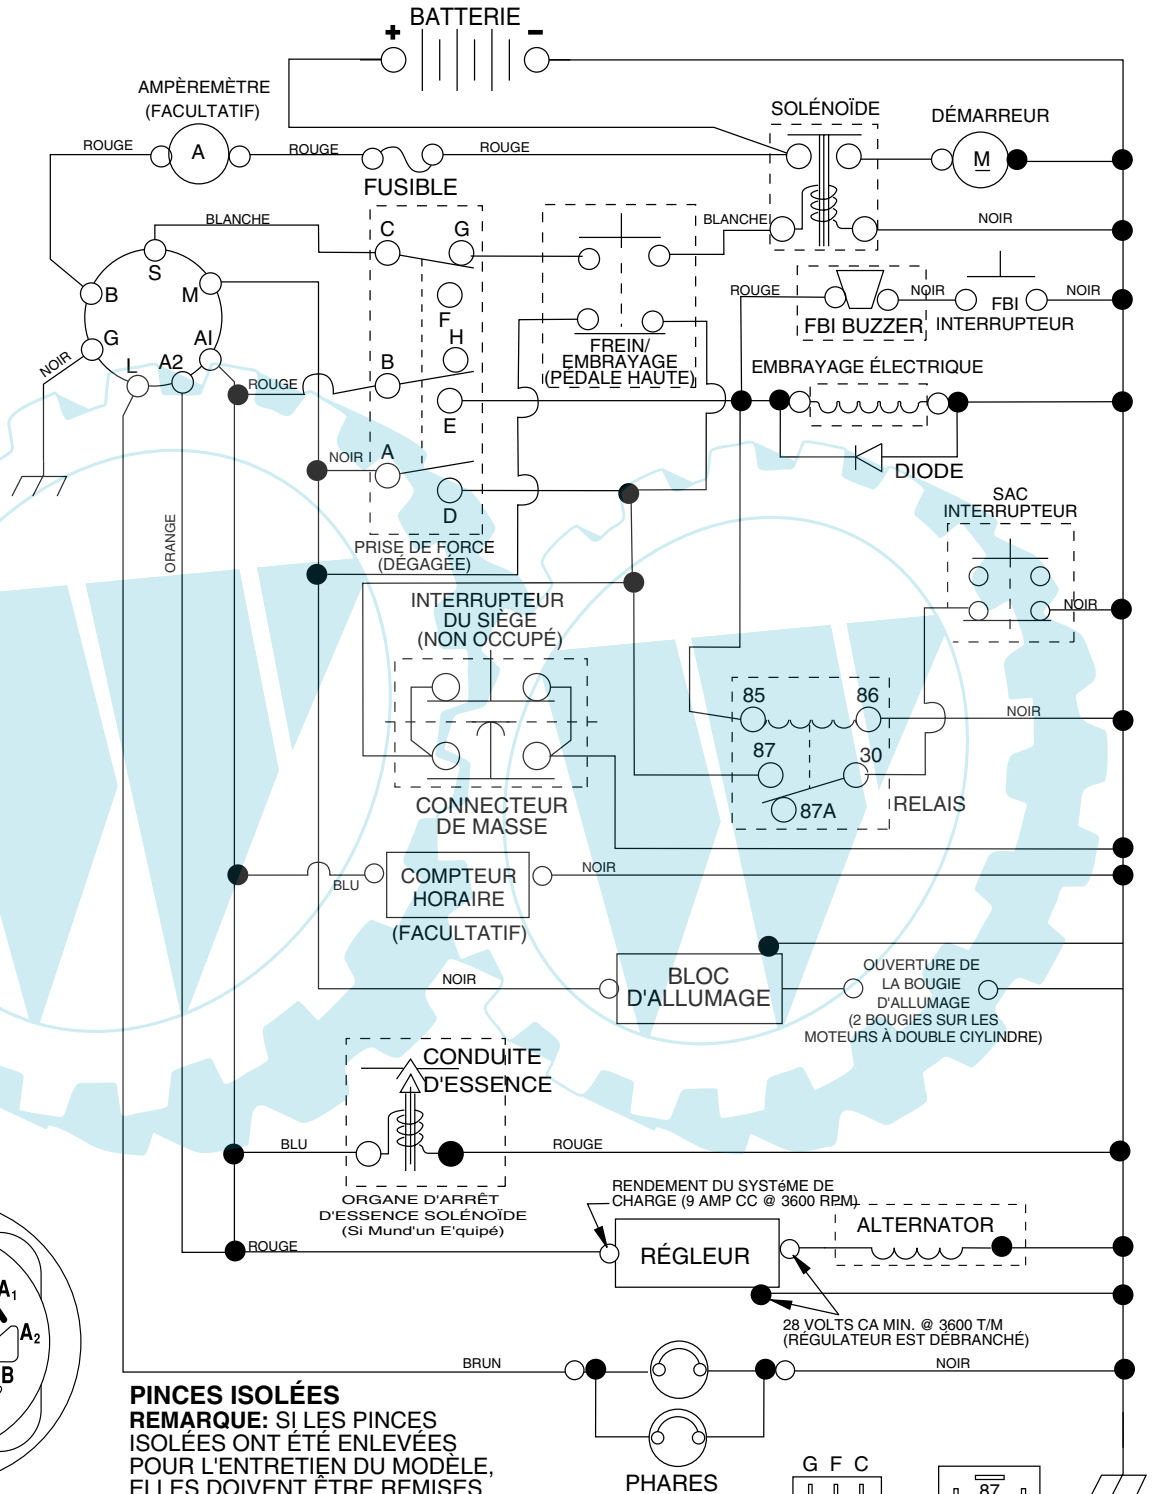 BATTERIE
+ −
AMPÈREMÈTRE
(FACULTATIF)
SOLÉNOÏDE
DÉMARREUR
ROUGE
A
ROUGE
ROUGE
M
FUSIBLE
BLANCHE
C G
BLANCHE
NOIR
S
B
M
F
ROUGE
NOIR
FBI
NOIR
FBI BUZZER
INTERRUPTEUR
G
AI
H
FREIN/
EMBRAYAGE
(PÉDALE HAUTE)
NOIR
L
A2
ROUGE
B
EMBRAYAGE ÉLECTRIQUE
E
NOIR
A
DIODE
D
SAC
INTERRUPTEUR
ORANGE
PRISE DE FORCE
(DÉGAGÉE)
INTERRUPTEUR
DU SIÈGE
(NON OCCUPÉ)
NOIR
85 86
NOIR
87
30
87A
RELAIS
CONNECTEUR
DE MASSE
BLU
COMPTEUR
HORAIRE
NOIR
(FACULTATIF)
NOIR
BLOC
D'ALLUMAGE
OUVERTURE DE
LA BOUGIE
D'ALLUMAGE
(2 BOUGIES SUR LES
MOTEURS À DOUBLE CIYLINDRE)
CONDUITE
D'ESSENCE
BLU
ROUGE
ORGANE D'ARRÊT
D'ESSENCE SOLÉNOÏDE
(Si Mund'un E'quipé)
RENDEMENT DU SYSTéME DE
CHARGE (9 AMP CC @ 3600 RPM)
ROUGE
RÉGLEUR
ALTERNATOR
28 VOLTS CA MIN. @ 3600 T/M
(RÉGULATEUR EST DÉBRANCHÉ)
A1
A2
B
BRUN
NOIR
PHARES
PINCES ISOLÉES
REMARQUE: SI LES PINCES
ISOLÉES ONT ÉTÉ ENLEVÉES
POUR L'ENTRETIEN DU MODÈLE,
ELLES DOIVENT ÊTRE REMISES
G F C
87